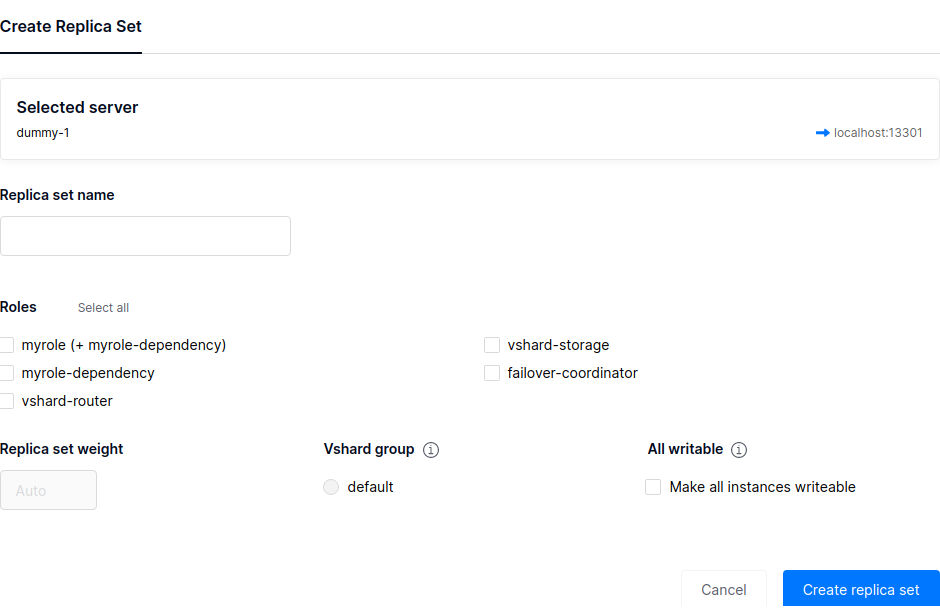 Create Replica Set
Selected server
dummy-1
localhost:13301
Replica set name
Roles Select all
myrole (+ myrole-dependency)
myrole-dependency
vshard-router
vshard-storage
failover-coordinator
Replica set weight
Auto
Vshard group
default
All writable
Make all instances writeable
Cancel
Create replica set